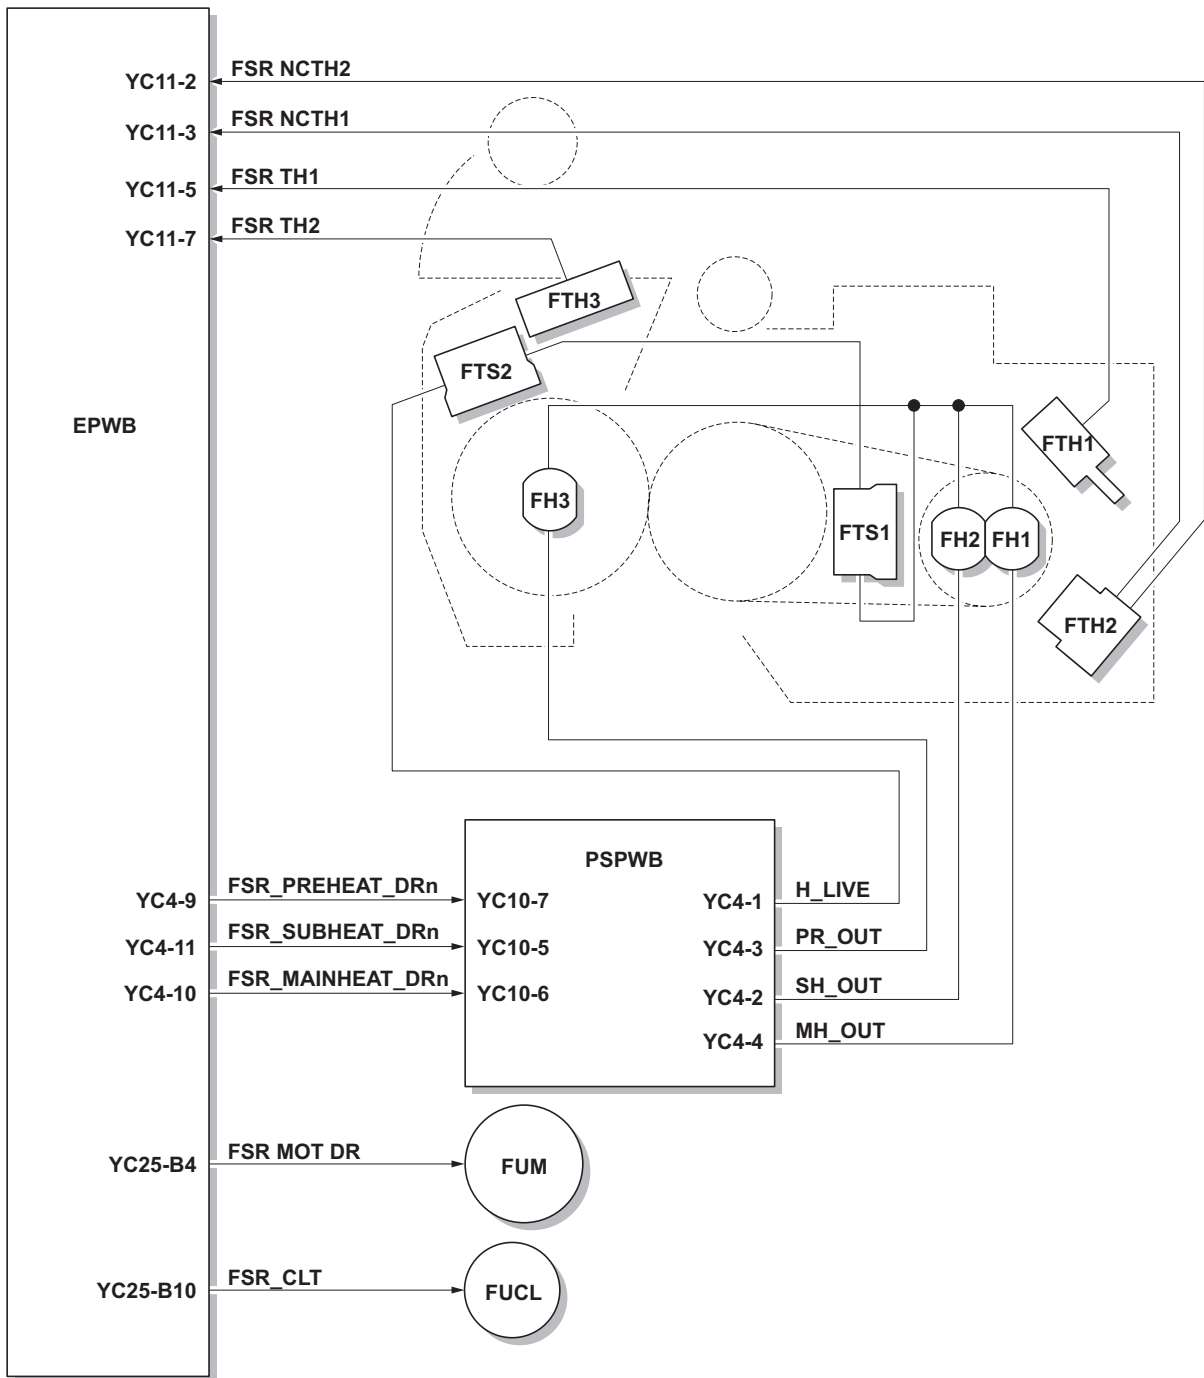 YC11-2
FSR NCTH2
YC11-3
FSR NCTH1
YC11-5
FSR TH1
YC11-7
FSR TH2
FTH3
FTS2
EPWB
FTH1
FH3
FTS1
FH2
FH1
FTH2
PSPWB
YC4-9
FSR_PREHEAT_DRn
YC10-7
YC4-1
H_LIVE
YC4-11
FSR_SUBHEAT_DRn
YC10-5
YC4-3
PR_OUT
YC4-10
FSR_MAINHEAT_DRn
YC10-6
YC4-2
SH_OUT
YC4-4
MH_OUT
YC25-B4
FSR MOT DR
FUM
YC25-B10
FSR_CLT
FUCL